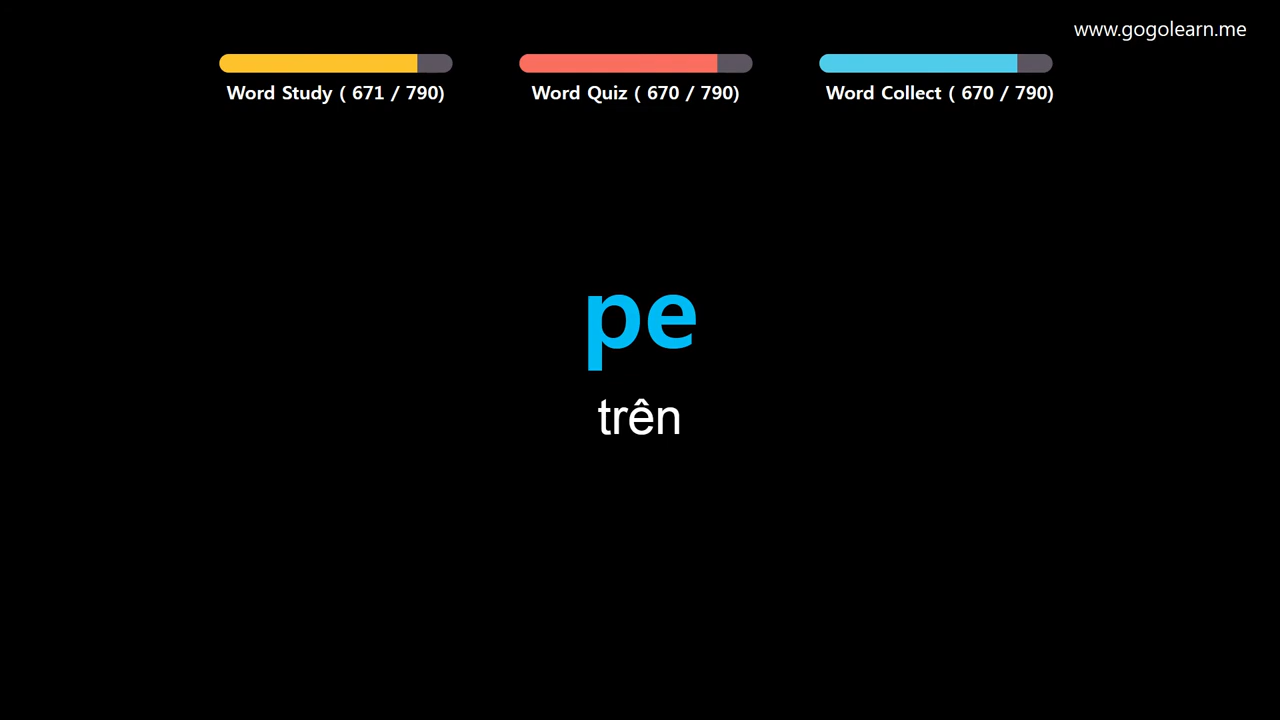 www.gogolearn.me
Word Study ( 671 / 790)
Word Quiz ( 670 / 790)
Word Collect ( 670 / 790)
pe
trên